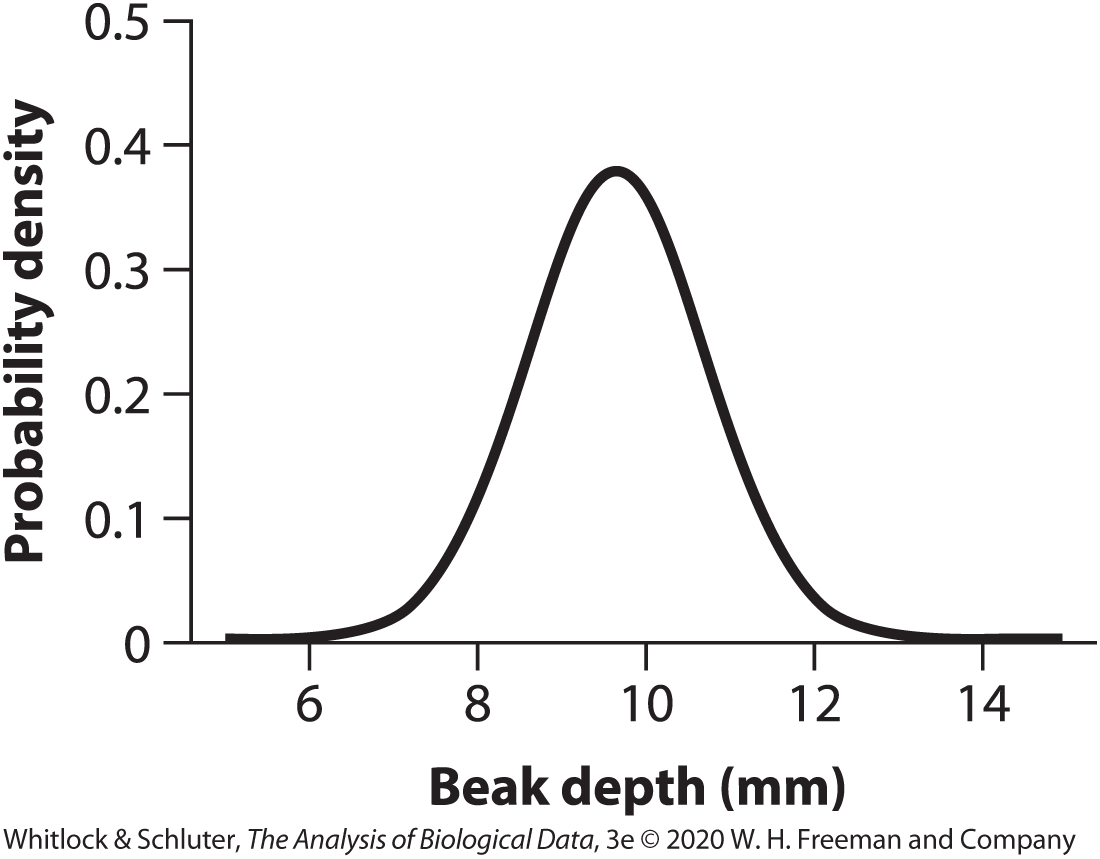 0.5
0.4
0.3
0.2
0.1
0
Probability density
6 8 10 12 14
Beak depth (mm)
Whitlock & Schluter, The Analysis of Biological Data, 3e © 2020 W. H. Freeman and Company